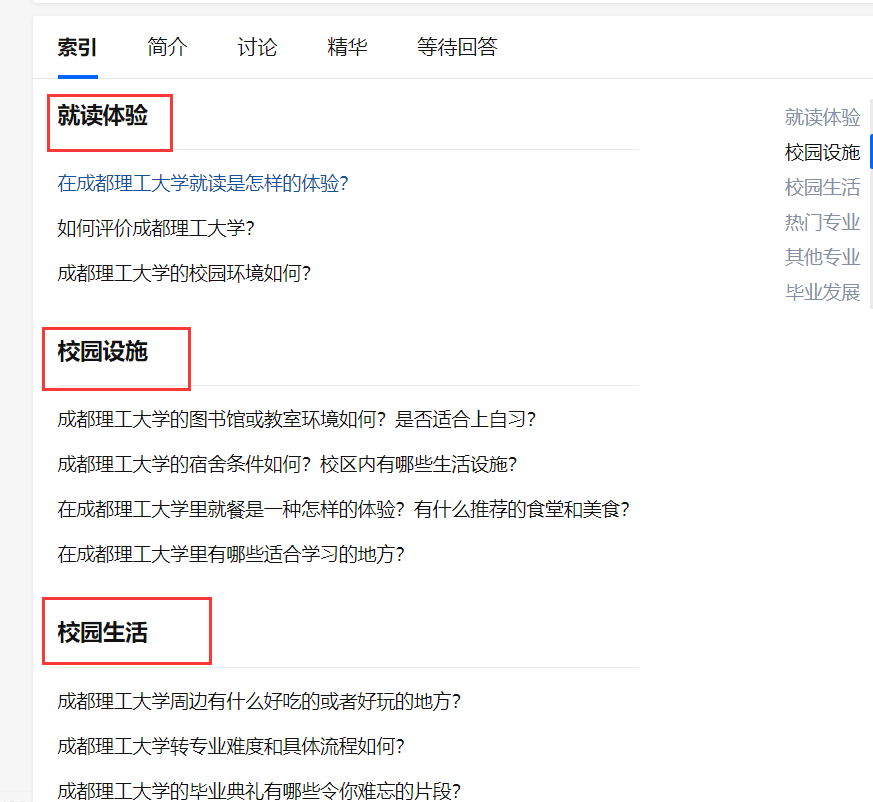 索引 简介 讨论 精华 等待回答
就读体验
在成都理工大学就读是怎样的体验？
如何评价成都理工大学？
成都理工大学的校园环境如何？
校园设施
成都理工大学的图书馆或教室环境如何？是否适合上自习？
成都理工大学的宿舍条件如何？校区内有哪些生活设施？
在成都理工大学里就餐是一种怎样的体验？有什么推荐的食堂和美食？
在成都理工大学里有哪些适合学习的地方？
校园生活
成都理工大学周边有什么好吃的或者好玩的地方？
成都理工大学转专业难度和具体流程如何？
成都理工大学的毕业典礼有哪些令你难忘的片段？
就读体验
校园设施
校园生活
热门专业
其他专业
毕业发展